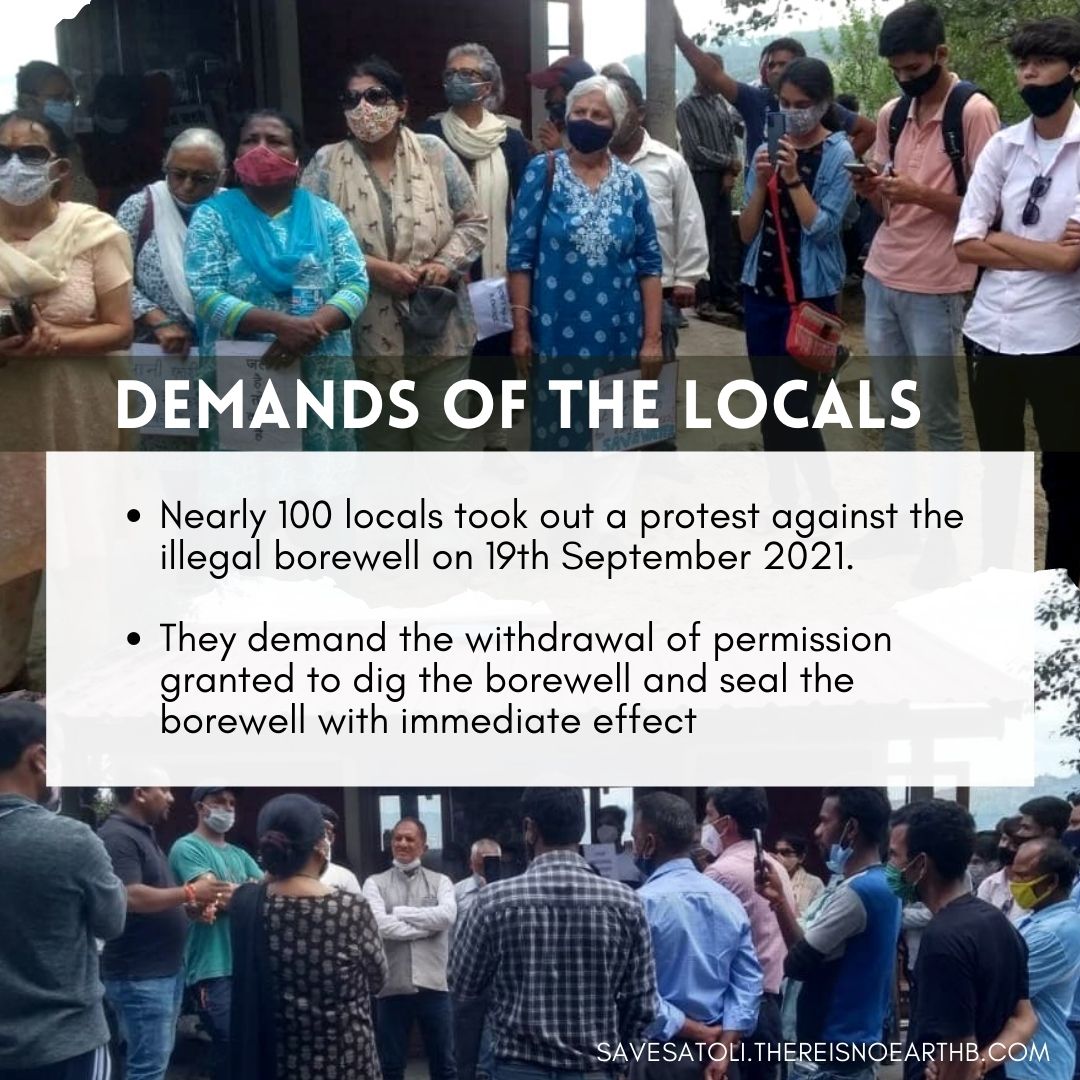 DEMANDS OF THE LOCALS
• Nearly 100 locals took out a protest against the
illegal borewell on 19th September 2021.
• They demand the withdrawal of permission
granted to dig the borewell and seal the
borewell with immediate effect
SAVESATOLI.THEREISNOEARTHB.COM